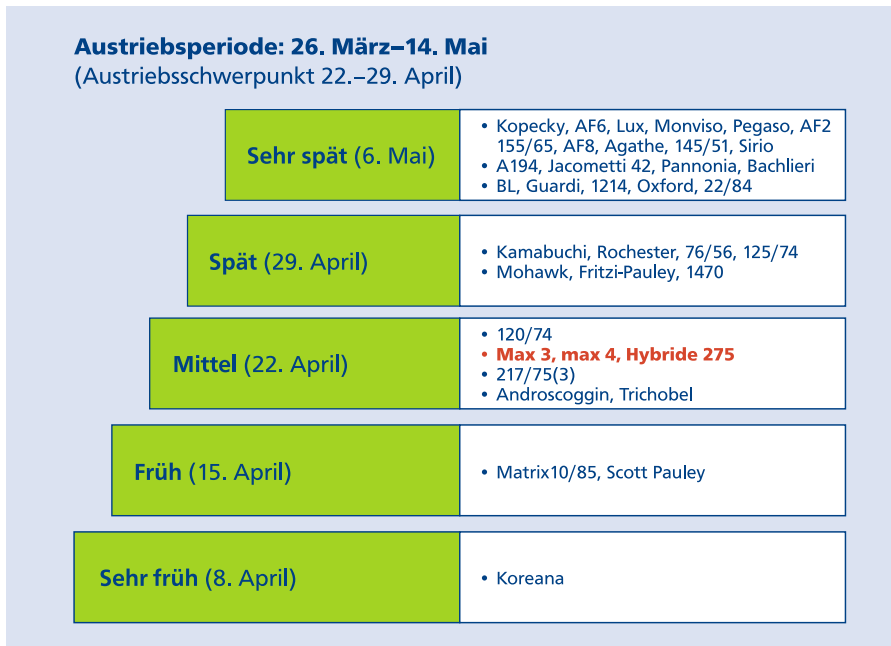 Austriebsperiode: 26. März–14. Mai
(Austriebsschwerpunkt 22.–29. April)
Sehr spät (6. Mai)
• Kopecky, AF6, Lux, Monviso, Pegaso, AF2
155/65, AF8, Agathe, 145/51, Sirio
• A194, Jacometti 42, Pannonia, Bachlieri
• BL, Guardi, 1214, Oxford, 22/84
Spät (29. April)
• Kamabuchi, Rochester, 76/56, 125/74
• Mohawk, Fritzi-Pauley, 1470
Mittel (22. April)
• 120/74
• Max 3, max 4, Hybride 275
• 217/75(3)
• Androscoggin, Trichobel
Früh (15. April)
• Matrix10/85, Scott Pauley
Sehr früh (8. April)
• Koreana